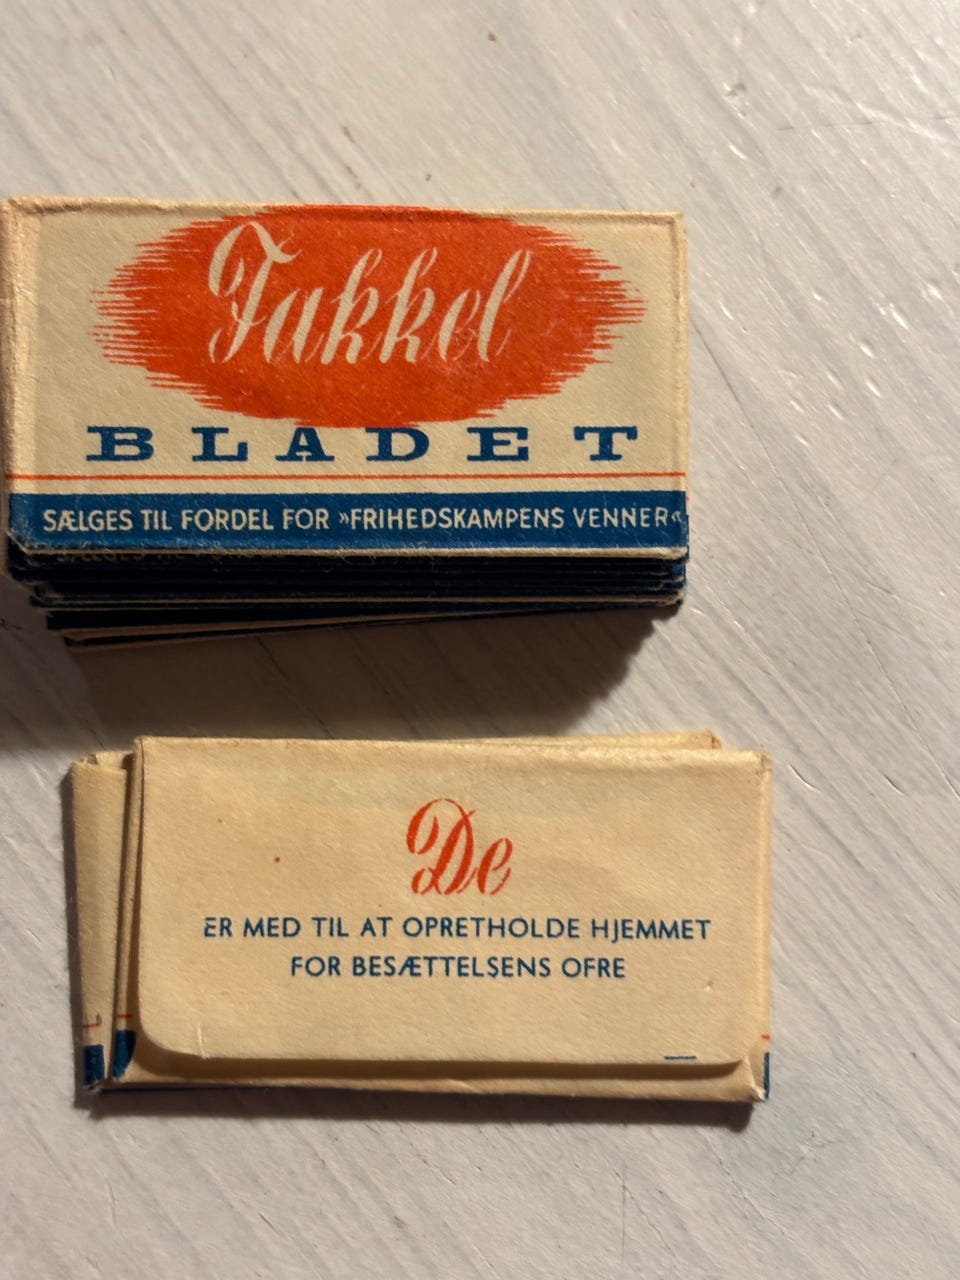 Fakkel
BLADET
SÆLGES TIL FORDEL FOR »FRIHEDSKAMPENS VENNER«
De
ER MED TIL AT OPRETHOLDE HJEMMET
FOR BESÆTTELSENS OFRE